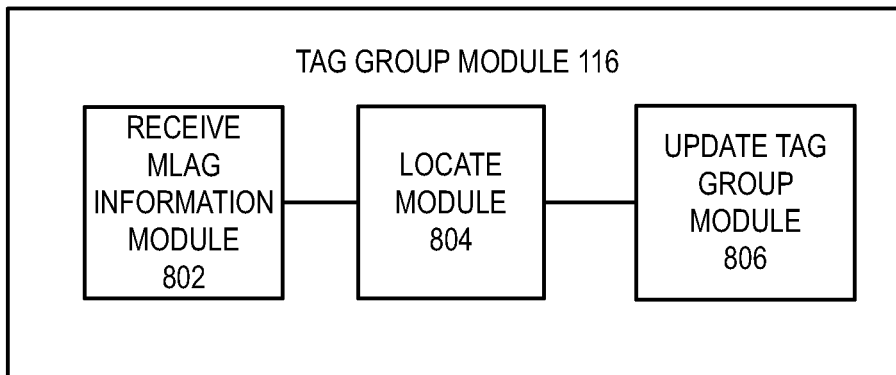 TAG GROUP MODULE 116
RECEIVE
MLAG
INFORMATION
MODULE
802
LOCATE
MODULE
804
UPDATE TAG
GROUP
MODULE
806